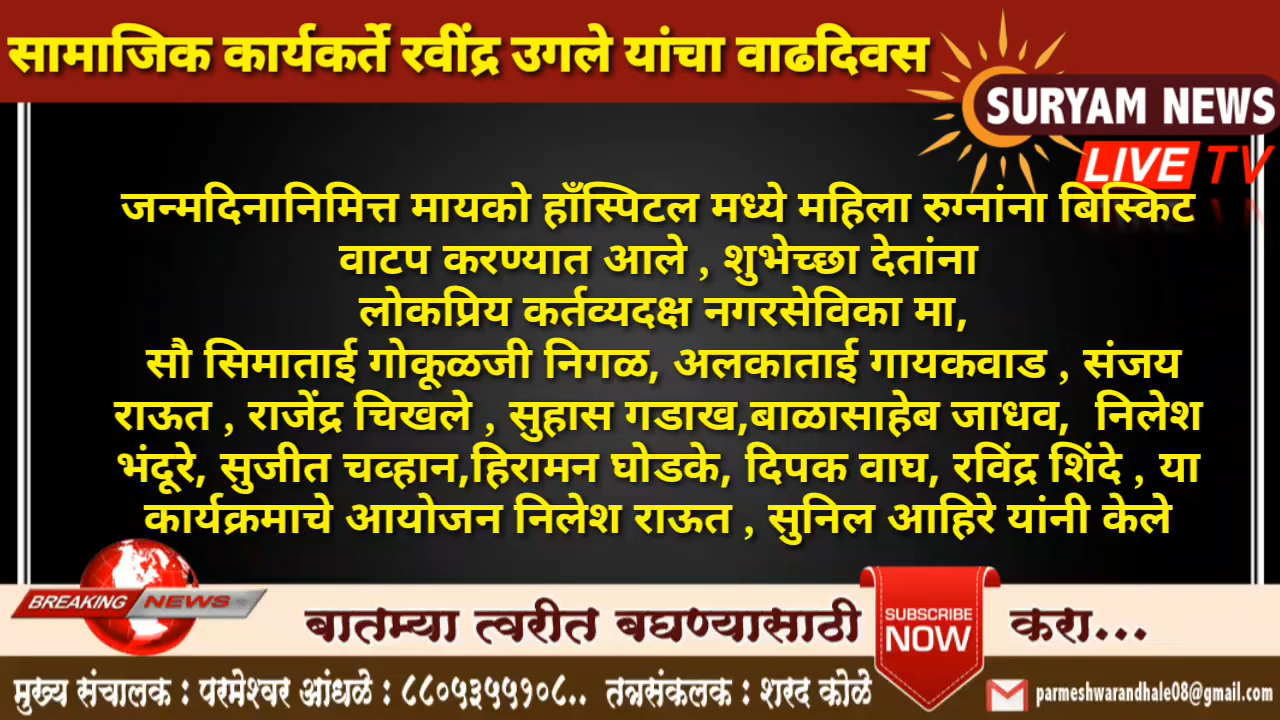 सामाजिक कार्यकर्ते रवींद्र उगले यांचा वाढदिवस
SURYAM NEWS
LIVE TV
जन्मदिनानिमित्त मायको हाँस्पिटल मध्ये महिला रुग्नांना बिस्किट
वाटप करण्यात आले , शुभेच्छा देतांना
लोकप्रिय कर्तव्यदक्ष नगरसेविका मा,
सौ सिमाताई गोकूळजी निगळ, अलकाताई गायकवाड , संजय
राऊत , राजेंद्र चिखले , सुहास गडाख,बाळासाहेब जाधव, निलेश
भंदूरे, सुजीत चव्हान,हिरामन घोडके, दिपक वाघ, रविंद्र शिंदे , या
कार्यक्रमाचे आयोजन निलेश राऊत , सुनिल आहिरे यांनी केले
BREAKING NEWS
बातम्या त्वरीत बघण्यासाठी SUBSCRIBE NOW करा...
मुख्य संचालक : परमेश्वर आंधळे : ८८०५३५५१०८.. तन्नसंकलक : शरद कोळे
parmeshwarandhale08@gmail.com